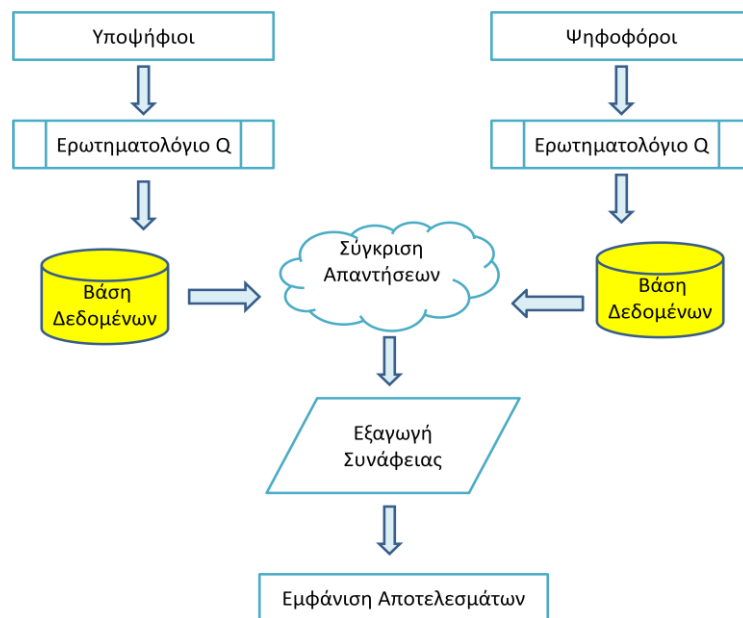 Υποψήφιοι
Ψηφοφόροι
Ερωτηματολόγιο Q
Ερωτηματολόγιο Q
Βάση
Δεδομένων
Σύγκριση
Απαντήσεων
Βάση
Δεδομένων
Εξαγωγή
Συνάφειας
Εμφάνιση Αποτελεσμάτων